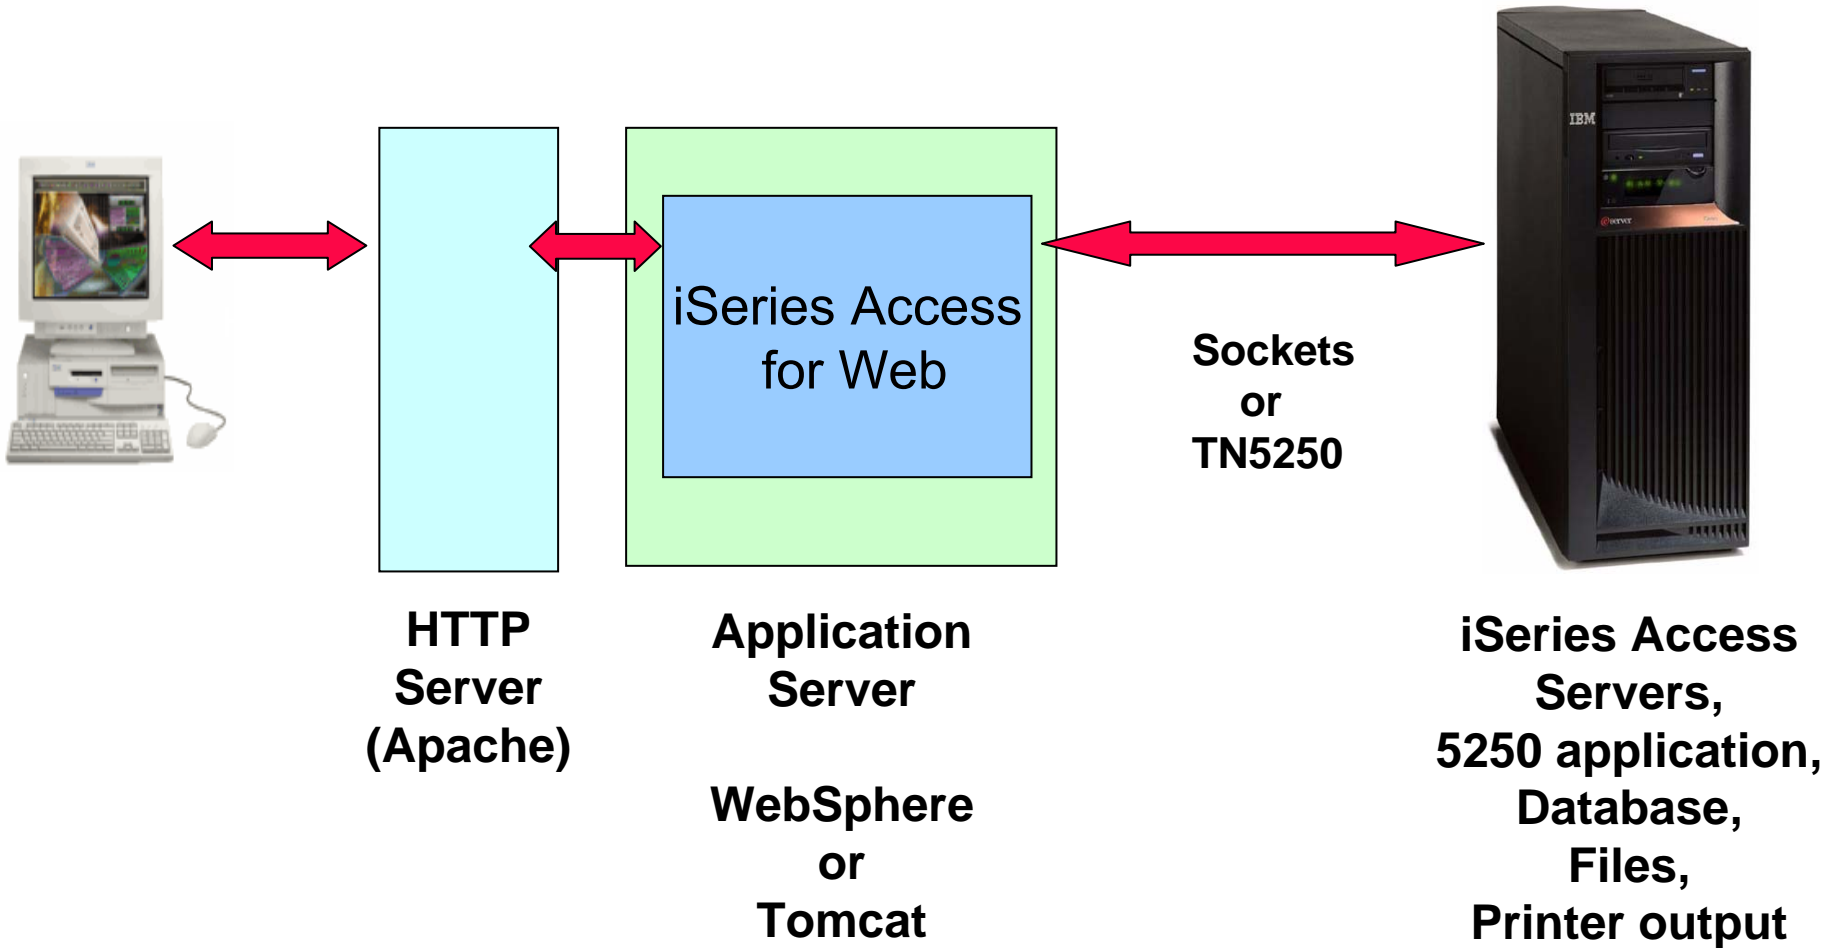 IBM
server
iSeries Access
for Web
Sockets
or
TN5250
HTTP
Server
(Apache)
Application
Server
WebSphere
or
Tomcat
iSeries Access
Servers,
5250 application,
Database,
Files,
Printer output